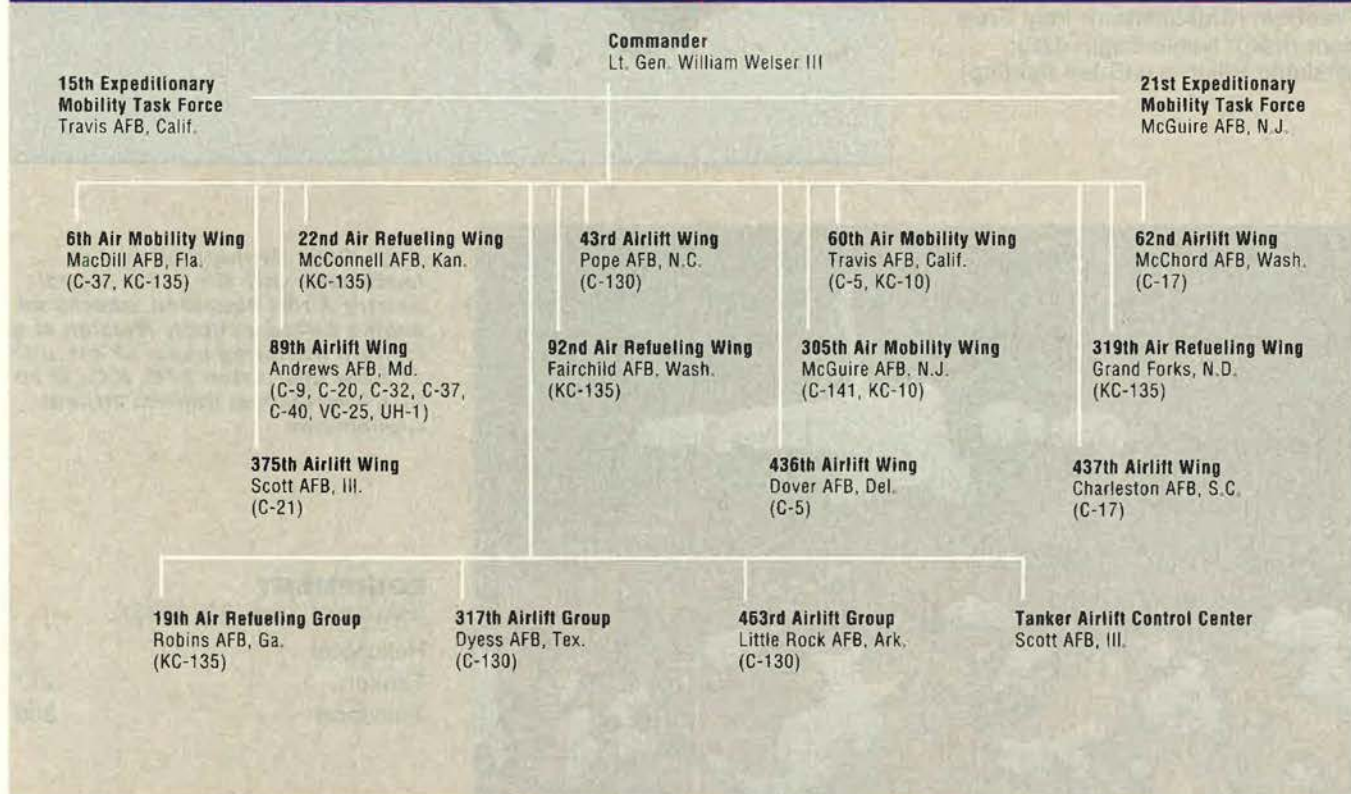 Commander
Lt. Gen. William Welser III
15th Expeditionary
Mobility Task Force
Travis AFB, Calif.
21st Expeditionary
Mobility Task Force
McGuire AFB, N.J.
6th Air Mobility Wing
MacDill AFB, Fla.
(C-37, KC-135)
22nd Air Refueling Wing
McConnell AFB, Kan.
(KC-135)
43rd Airlift Wing
Pope AFB, N.C.
(C-130)
60th Air Mobility Wing
Travis AFB, Calif.
(C-5, KC-10)
62nd Airlift Wing
McChord AFB, Wash.
(C-17)
89th Airlift Wing
Andrews AFB, Md.
(C-9, C-20, C-32, C-37,
C-40, VC-25, UH-1)
92nd Air Refueling Wing
Fairchild AFB, Wash.
(KC-135)
305th Air Mobility Wing
McGuire AFB, N.J.
(C-141, KC-10)
319th Air Refueling Wing
Grand Forks, N.D.
(KC-135)
375th Airlift Wing
Scott AFB, Ill.
(C-21)
436th Airlift Wing
Dover AFB, Del.
(C-5)
437th Airlift Wing
Charleston AFB, S.C.
(C-17)
19th Air Refueling Group
Robins AFB, Ga.
(KC-135)
317th Airlift Group
Dyess AFB, Tex.
(C-130)
463rd Airlift Group
Little Rock AFB, Ark.
(C-130)
Tanker Airlift Control Center
Scott AFB, Ill.